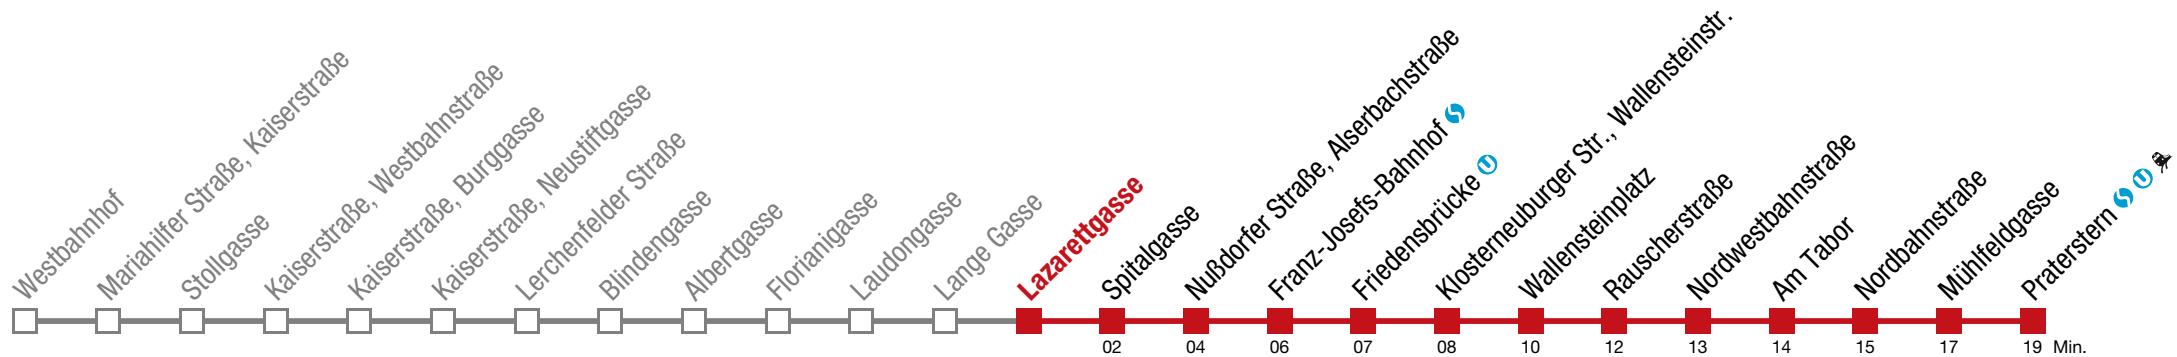 Westbahnhof
Mariahilfer Straße, Kaiserstraße
Stollgasse
Kaiserstraße, Westbahnstraße
Kaiserstraße, Burggasse
Kaiserstraße, Neustiftgasse
Lerchenfelder Straße
Blindengasse
Albertgasse
Florianigasse
Laudongasse
Lange Gasse
Lazarettgasse
Spitalgasse
Nußdorfer Straße, Alserbachstraße
Franz-Josefs-Bahnhof S
Friedensbrücke U
Klosterneuburger Str., Wallensteinstr.
Wallensteinplatz
Rauscherstraße
Nordwestbahnstraße
Am Tabor
Nordbahnstraße
Mühlfeldgasse
Praterstern S U
02 04 06 07 08 10 12 13 14 15 17 19 Min.